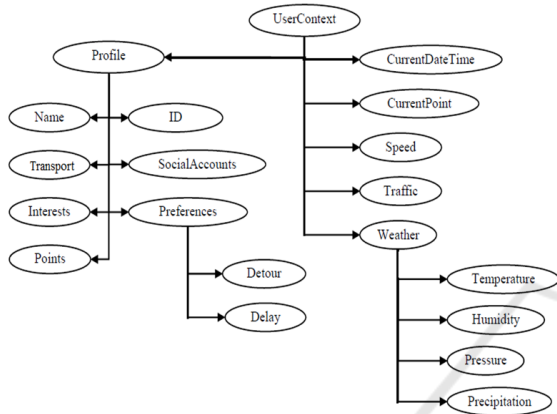 UserContext
Profile
CurrentDateTime
CurrentPoint
Name
ID
Speed
Transport
SocialAccounts
Traffic
Interests
Preferences
Weather
Points
Detour
Temperature
Delay
Humidity
Pressure
Precipitation